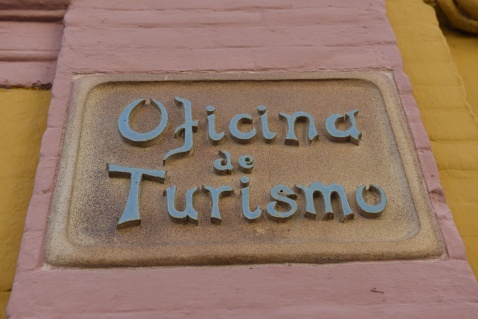 Oficina
de
Turismo